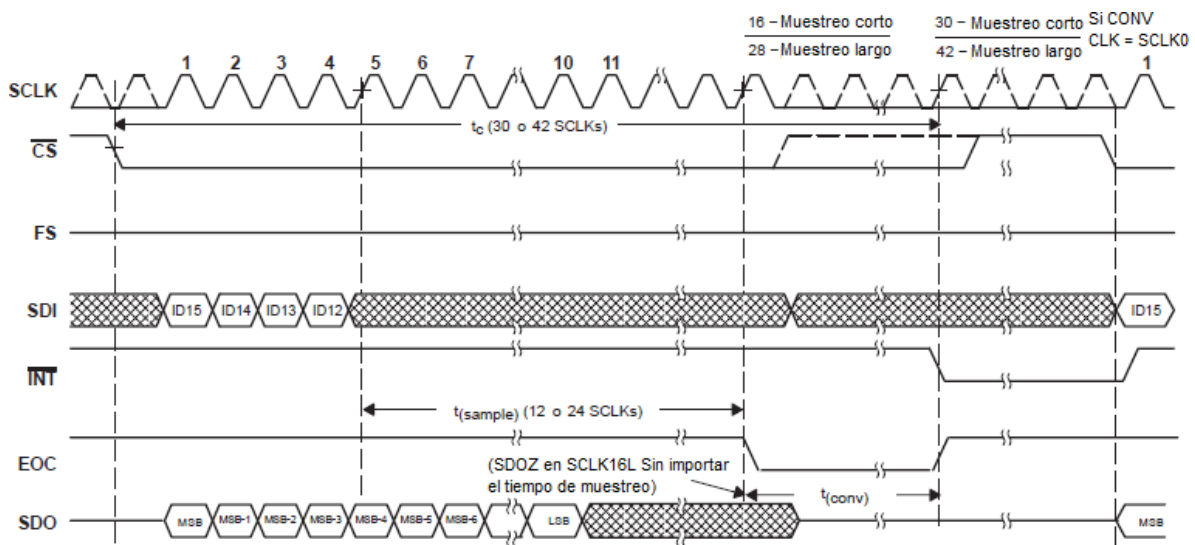 16 – Muestreo corto
28 – Muestreo largo
30 – Muestreo corto
42 – Muestreo largo
Si CONV
CLK = SCLK0
1 2 3 4 5 6 7 10 11 1
SCLK
tc (30 o 42 SCLKs)
CS
FS
SDI
ID15 ID14 ID13 ID12 ID15
INT
t(sample) (12 o 24 SCLKs)
EOC
(SDOZ en SCLK16L Sin importar
el tiempo de muestreo)
t(conv)
SDO
MSB MSB-1 MSB-2 MSB-3 MSB-4 MSB-5 MSB-6 LSB MSB